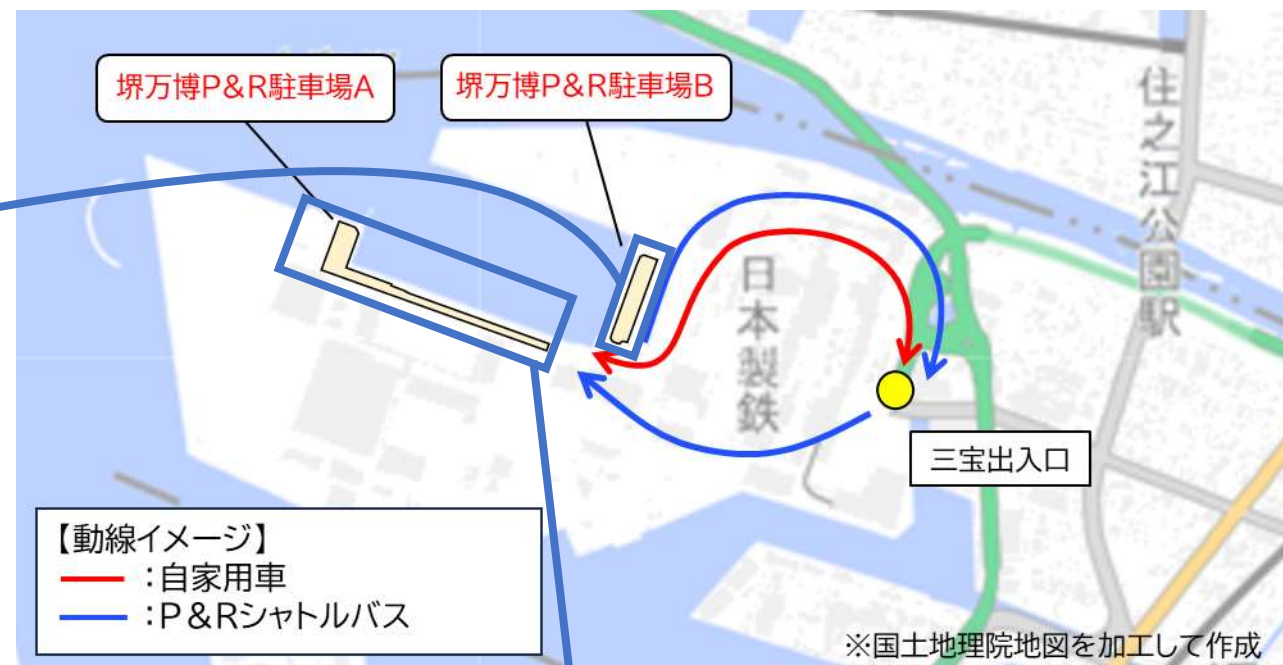 堺万博P&R駐車場A
堺万博P&R駐車場B
住之江公園駅
日本製鉄
三宝出入口
【動線イメージ】
:自家用車
:P&Rシャトルバス
※国土地理院地図を加工して作成